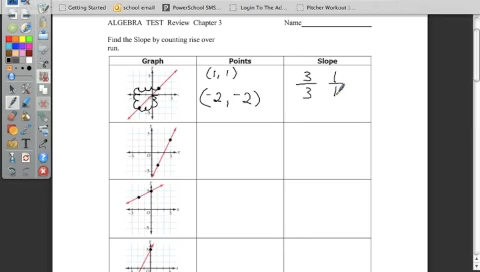 Getting Started
school email
PowerSchool SMS...
Login To The Ad...
Pitcher Workout :...
ALGEBRA TEST Review Chapter 3
Name
Find the Slope by counting rise over
run.
Graph Points Slope
(1, 1)
(-2, -2)
3 1
3 1